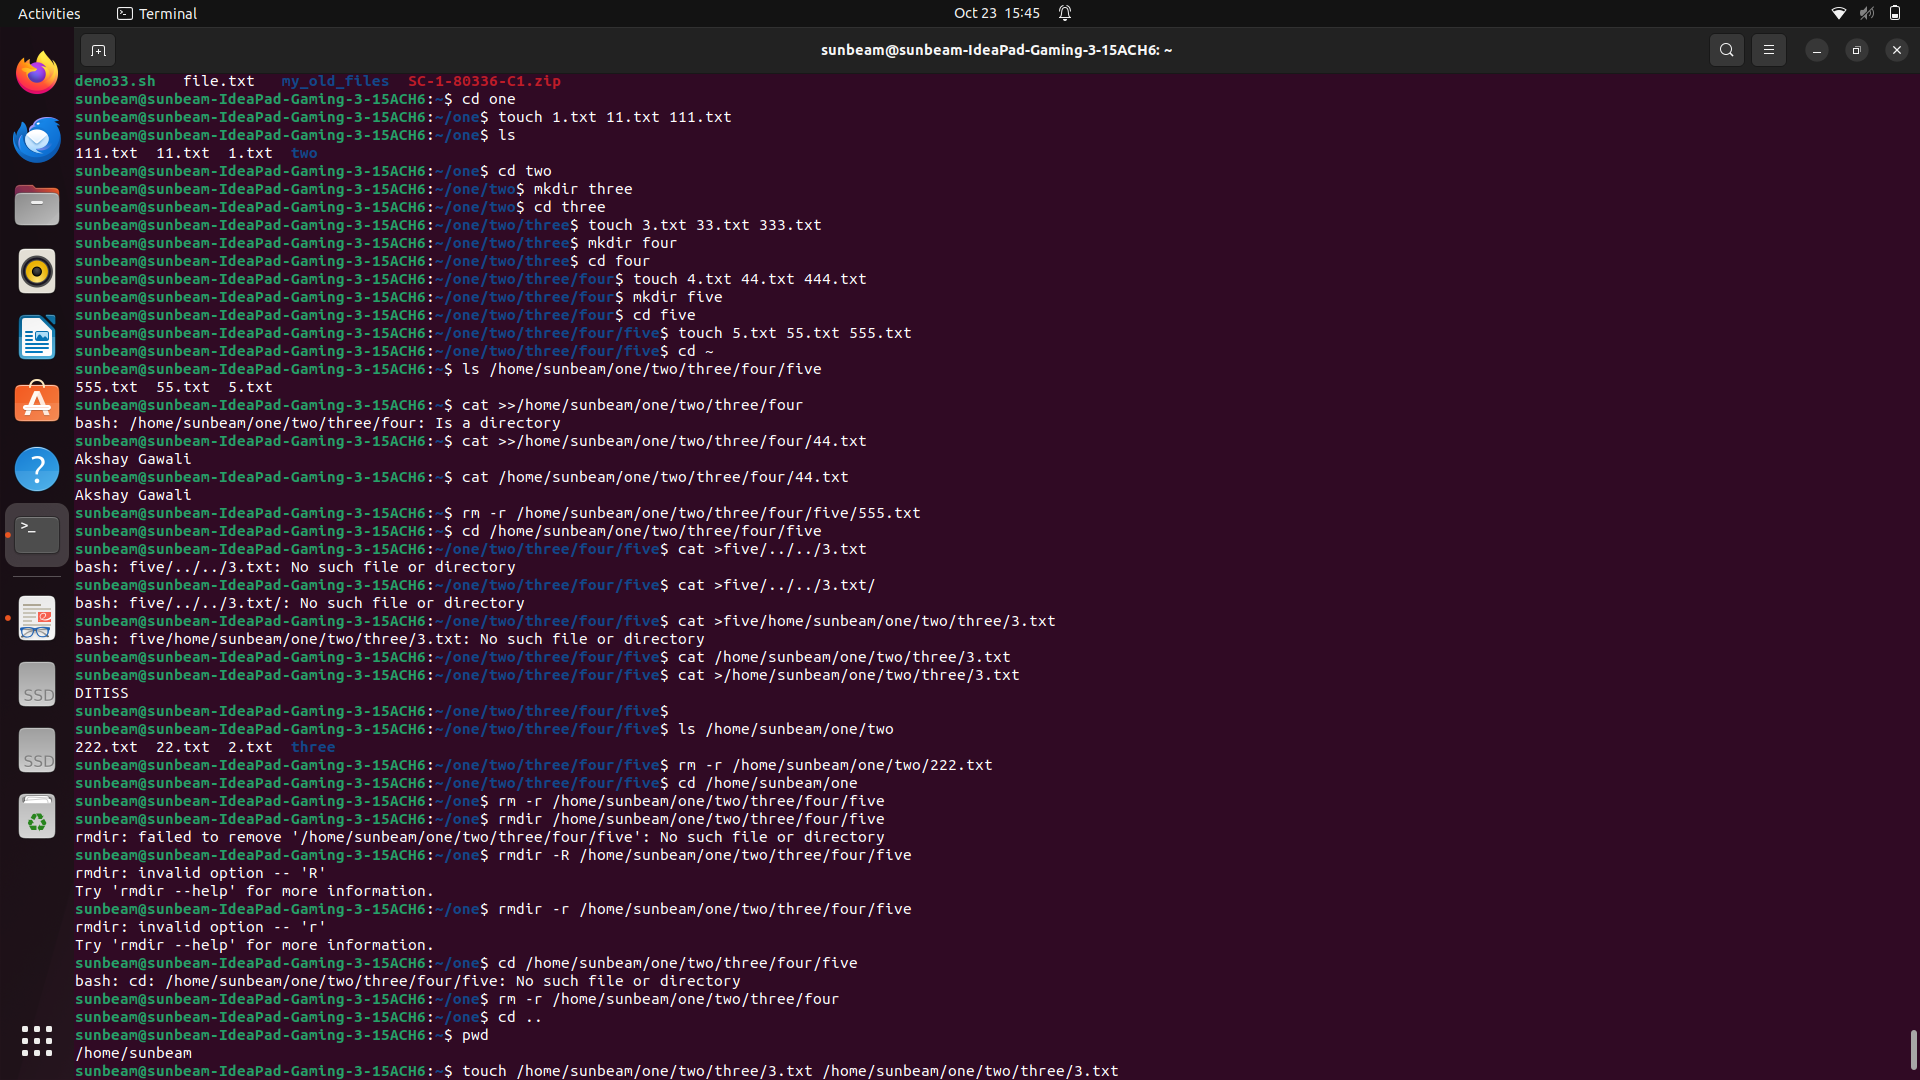 Activities
Terminal
Oct 23 15:45
sunbeam@sunbeam-IdeaPad-Gaming-3-15ACH6: ~
demo33.sh file.txt my_old_files SC-1-80336-C1.zip
sunbeam@sunbeam-IdeaPad-Gaming-3-15ACH6:~$ cd one
sunbeam@sunbeam-IdeaPad-Gaming-3-15ACH6:~/one$ touch 1.txt 11.txt 111.txt
sunbeam@sunbeam-IdeaPad-Gaming-3-15ACH6:~/one$ ls
111.txt 11.txt 1.txt two
sunbeam@sunbeam-IdeaPad-Gaming-3-15ACH6:~/one$ cd two
sunbeam@sunbeam-IdeaPad-Gaming-3-15ACH6:~/one/two$ mkdir three
sunbeam@sunbeam-IdeaPad-Gaming-3-15ACH6:~/one/two$ cd three
sunbeam@sunbeam-IdeaPad-Gaming-3-15ACH6:~/one/two/three$ touch 3.txt 33.txt 333.txt
sunbeam@sunbeam-IdeaPad-Gaming-3-15ACH6:~/one/two/three$ mkdir four
sunbeam@sunbeam-IdeaPad-Gaming-3-15ACH6:~/one/two/three$ cd four
sunbeam@sunbeam-IdeaPad-Gaming-3-15ACH6:~/one/two/three/four$ touch 4.txt 44.txt 444.txt
sunbeam@sunbeam-IdeaPad-Gaming-3-15ACH6:~/one/two/three/four$ mkdir five
sunbeam@sunbeam-IdeaPad-Gaming-3-15ACH6:~/one/two/three/four$ cd five
sunbeam@sunbeam-IdeaPad-Gaming-3-15ACH6:~/one/two/three/four/five$ touch 5.txt 55.txt 555.txt
sunbeam@sunbeam-IdeaPad-Gaming-3-15ACH6:~/one/two/three/four/five$ cd ~
sunbeam@sunbeam-IdeaPad-Gaming-3-15ACH6:~$ ls /home/sunbeam/one/two/three/four/five
555.txt 55.txt 5.txt
sunbeam@sunbeam-IdeaPad-Gaming-3-15ACH6:~$ cat >>/home/sunbeam/one/two/three/four
bash: /home/sunbeam/one/two/three/four: Is a directory
sunbeam@sunbeam-IdeaPad-Gaming-3-15ACH6:~$ cat >>/home/sunbeam/one/two/three/four/44.txt
Akshay Gawali
sunbeam@sunbeam-IdeaPad-Gaming-3-15ACH6:~$ cat /home/sunbeam/one/two/three/four/44.txt
Akshay Gawali
sunbeam@sunbeam-IdeaPad-Gaming-3-15ACH6:~$ rm -r /home/sunbeam/one/two/three/four/five/555.txt
sunbeam@sunbeam-IdeaPad-Gaming-3-15ACH6:~$ cd /home/sunbeam/one/two/three/four/five
sunbeam@sunbeam-IdeaPad-Gaming-3-15ACH6:~/one/two/three/four/five$ cat >five/../../3.txt
bash: five/../../3.txt: No such file or directory
sunbeam@sunbeam-IdeaPad-Gaming-3-15ACH6:~/one/two/three/four/five$ cat >five/../../3.txt/
bash: five/../../3.txt/: No such file or directory
sunbeam@sunbeam-IdeaPad-Gaming-3-15ACH6:~/one/two/three/four/five$ cat >five/home/sunbeam/one/two/three/3.txt
bash: five/home/sunbeam/one/two/three/3.txt: No such file or directory
sunbeam@sunbeam-IdeaPad-Gaming-3-15ACH6:~/one/two/three/four/five$ cat /home/sunbeam/one/two/three/3.txt
sunbeam@sunbeam-IdeaPad-Gaming-3-15ACH6:~/one/two/three/four/five$ cat >/home/sunbeam/one/two/three/3.txt
DITISS
sunbeam@sunbeam-IdeaPad-Gaming-3-15ACH6:~/one/two/three/four/five$
sunbeam@sunbeam-IdeaPad-Gaming-3-15ACH6:~/one/two/three/four/five$ ls /home/sunbeam/one/two
222.txt 22.txt 2.txt three
sunbeam@sunbeam-IdeaPad-Gaming-3-15ACH6:~/one/two/three/four/five$ rm -r /home/sunbeam/one/two/222.txt
sunbeam@sunbeam-IdeaPad-Gaming-3-15ACH6:~/one/two/three/four/five$ cd /home/sunbeam/one
sunbeam@sunbeam-IdeaPad-Gaming-3-15ACH6:~/one$ rm -r /home/sunbeam/one/two/three/four/five
sunbeam@sunbeam-IdeaPad-Gaming-3-15ACH6:~/one$ rmdir /home/sunbeam/one/two/three/four/five
rmdir: failed to remove '/home/sunbeam/one/two/three/four/five': No such file or directory
sunbeam@sunbeam-IdeaPad-Gaming-3-15ACH6:~/one$ rmdir -R /home/sunbeam/one/two/three/four/five
rmdir: invalid option -- 'R'
Try 'rmdir --help' for more information.
sunbeam@sunbeam-IdeaPad-Gaming-3-15ACH6:~/one$ rmdir -r /home/sunbeam/one/two/three/four/five
rmdir: invalid option -- 'r'
Try 'rmdir --help' for more information.
sunbeam@sunbeam-IdeaPad-Gaming-3-15ACH6:~/one$ cd /home/sunbeam/one/two/three/four/five
bash: cd: /home/sunbeam/one/two/three/four/five: No such file or directory
sunbeam@sunbeam-IdeaPad-Gaming-3-15ACH6:~/one$ rm -r /home/sunbeam/one/two/three/four
sunbeam@sunbeam-IdeaPad-Gaming-3-15ACH6:~/one$ cd ..
sunbeam@sunbeam-IdeaPad-Gaming-3-15ACH6:~$ pwd
/home/sunbeam
sunbeam@sunbeam-IdeaPad-Gaming-3-15ACH6:~$ touch /home/sunbeam/one/two/three/3.txt /home/sunbeam/one/two/three/3.txt
SSD
SSD